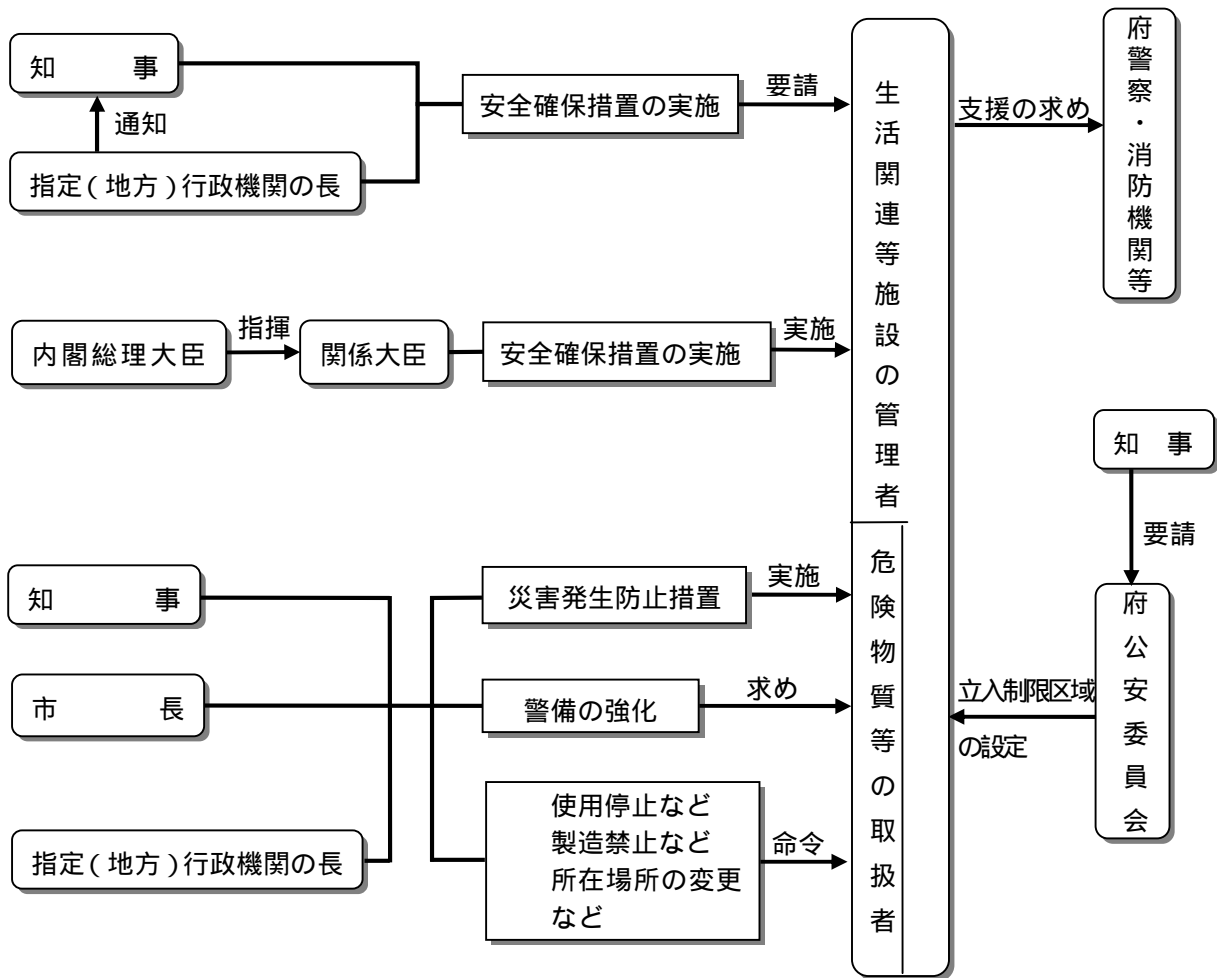 知　　　事
通知
指定(地方)行政機関の長
安全確保措置の実施
要請
内閣総理大臣
指揮
関係大臣
安全確保措置の実施
実施
知　　　事
市　　　長
指定(地方)行政機関の長
災害発生防止措置
実施
警備の強化
求め
使用停止など
製造禁止など
所在場所の変更
など
命令
生活関連等施設の管理者
危険物質等の取扱者
支援の求め
府警察・消防機関等
知　事
要請
府公安委員会
立入制限区域
の設定